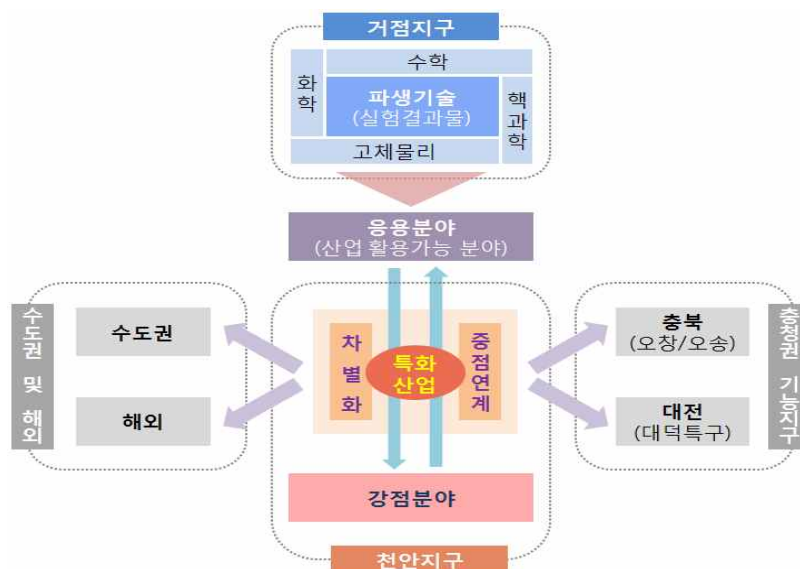 거점지구
수학
화학
파생기술
(실험결과물)
핵과학
고체물리
응용분야
(산업 활용가능 분야)
수도권 및 해외
수도권
해외
차별화
특화
산업
중점연계
충북
(오창/오송)
대전
(대덕특구)
충청권 기능지구
강점분야
천안지구